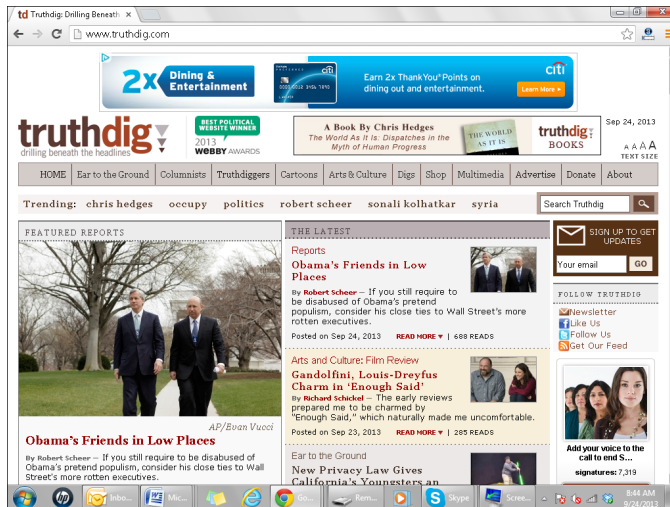 td Truthdig: Drilling Beneath
www.truthdig.com
2x Dining & Entertainment
citi
Earn 2x ThankYou® Points on
dining out and entertainment.
citi
Learn More
truthdig
drilling beneath the headlines
BEST POLITICAL
WEBSITE WINNER
2013
WEBBY AWARDS
A Book By Chris Hedges
The World As It Is: Dispatches in the
Myth of Human Progress
THE WORLD
AS IT IS
truthdig
BOOKS
Sep 24, 2013
A A A A
TEXT SIZE
HOME Ear to the Ground Columnists Truthdiggers Cartoons Arts & Culture Digs Shop Multimedia Advertise Donate About
Trending: chris hedges occupy politics robert scheer sonali kolhatkar syria
Search Truthdig
FEATURED REPORTS
AP/Evan Vucci
Obama's Friends in Low Places
By Robert Scheer — If you still require to be disabused of
Obama's pretend populism, consider his close ties to Wall
Street's more rotten executives.
THE LATEST
Reports
Obama's Friends in Low
Places
By Robert Scheer — If you still require to
be disabused of Obama's pretend
populism, consider his close ties to Wall Street's more
rotten executives.
Posted on Sep 24, 2013 READ MORE | 688 READS
Arts and Culture: Film Review
Gandolfini, Louis-Dreyfus
Charm in 'Enough Said'
By Richard Schickel — The early reviews
prepared me to be charmed by
"Enough Said," which naturally made me uncomfortable.
Posted on Sep 23, 2013 READ MORE | 285 READS
Ear to the Ground
New Privacy Law Gives
California's Youngsters an
SIGN UP TO GET
UPDATES
Your email GO
FOLLOW TRUTHDIG
Newsletter
Like Us
Follow Us
Get Our Feed
Add your voice to the
call to end S...
signatures: 7,319
hp Inbo... Mic... Go... Rem... Skype Scree...
8:44 AM
9/24/2013